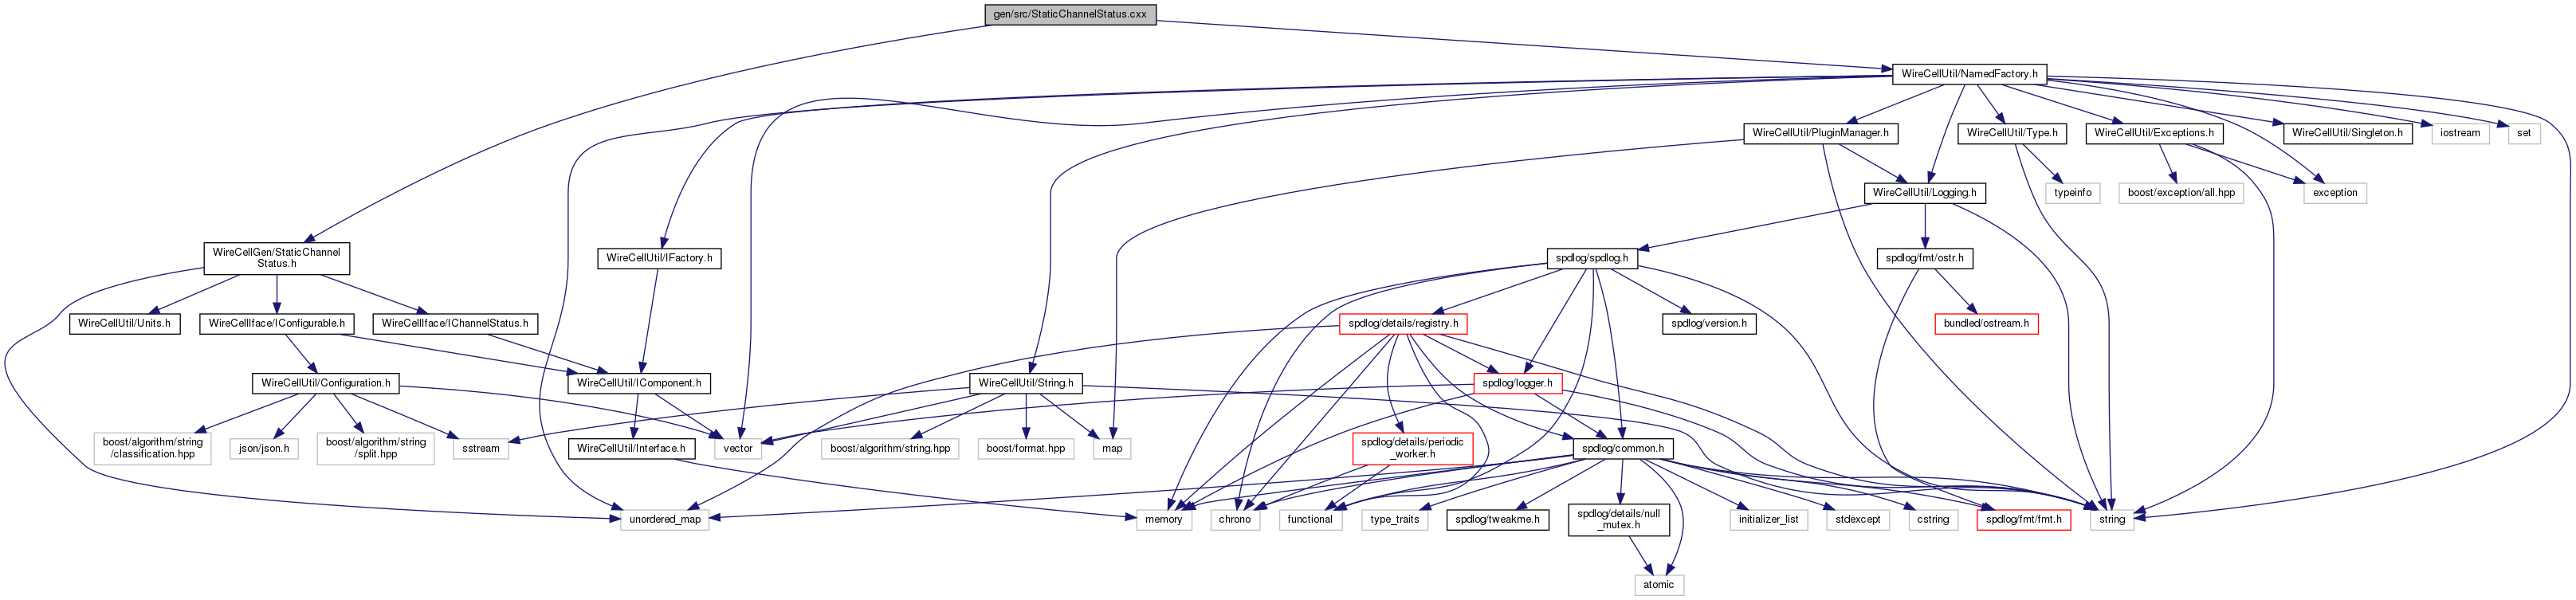 gen/src/StaticChannelStatus.cxx
WireCellUtil/NamedFactory.h
WireCellUtil/PluginManager.h
WireCellUtil/Type.h
WireCellUtil/Exceptions.h
WireCellUtil/Singleton.h
iostream
set
WireCellUtil/Logging.h
typeinfo
boost/exception/all.hpp
exception
WireCellGen/StaticChannel
Status.h
WireCellUtil/IFactory.h
spdlog/spdlog.h
spdlog/fmt/ostr.h
WireCellUtil/Units.h
WireCellIface/IConfigurable.h
WireCellIface/IChannelStatus.h
spdlog/details/registry.h
spdlog/version.h
bundled/ostream.h
WireCellUtil/Configuration.h
WireCellUtil/IComponent.h
WireCellUtil/String.h
spdlog/logger.h
boost/algorithm/string
/classification.hpp
json/json.h
boost/algorithm/string
/split.hpp
sstream
WireCellUtil/Interface.h
vector
boost/algorithm/string.hpp
boost/format.hpp
map
spdlog/details/periodic
_worker.h
spdlog/common.h
unordered_map
memory
chrono
functional
type_traits
spdlog/tweakme.h
spdlog/details/null
_mutex.h
initializer_list
stdexcept
cstring
spdlog/fmt/fmt.h
string
atomic